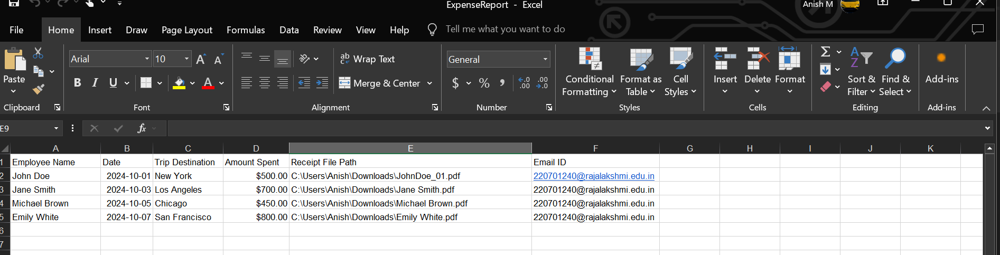 ExpenseReport - Excel
Anish M
File Home Insert Draw Page Layout Formulas Data Review View Help Tell me what you want to do
Arial 10 A A
ab c Wrap Text
General
Paste
B I U A
Merge & Center
$ % , .0 .00 .00 .0
Conditional Formatting
Format as Table
Cell Styles
Insert Delete Format
Σ A Z
Sort & Filter
Find & Select
Add-ins
Clipboard Font Alignment Number Styles Cells Editing Add-ins
E9 fx
A B C D E F G H I J K
1 Employee Name Date Trip Destination Amount Spent Receipt File Path Email ID
2 John Doe 2024-10-01 New York $500.00 C:\Users\Anish\Downloads\JohnDoe_01.pdf 220701240@rajalakshmi.edu.in
3 Jane Smith 2024-10-03 Los Angeles $700.00 C:\Users\Anish\Downloads\Jane Smith.pdf 220701240@rajalakshmi.edu.in
4 Michael Brown 2024-10-05 Chicago $450.00 C:\Users\Anish\Downloads\Michael Brown.pdf 220701240@rajalakshmi.edu.in
5 Emily White 2024-10-07 San Francisco $800.00 C:\Users\Anish\Downloads\Emily White.pdf 220701240@rajalakshmi.edu.in
6
7